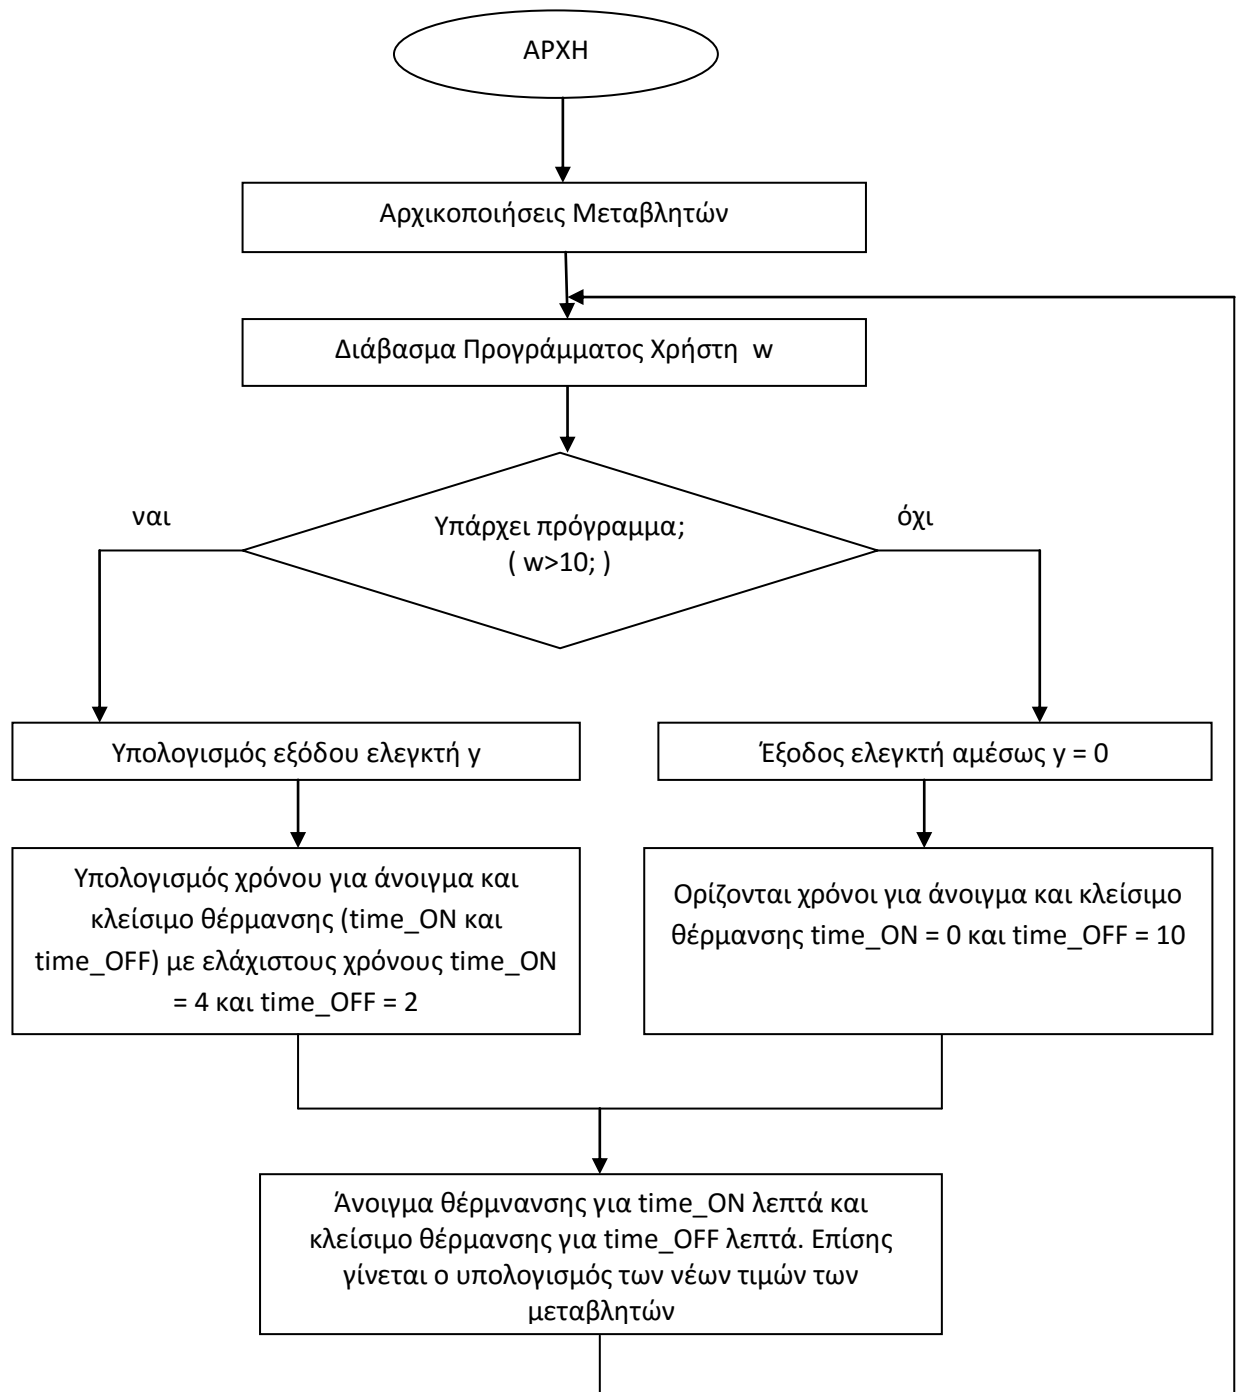 ΑΡΧΗ
Αρχικοποιήσεις Μεταβλητών
Διάβασμα Προγράμματος Χρήστη w
ναι
όχι
Υπάρχει πρόγραμμα;
( w>10; )
Υπολογισμός εξόδου ελεγκτή y
Έξοδος ελεγκτή αμέσως y = 0
Υπολογισμός χρόνου για άνοιγμα και
κλείσιμο θέρμανσης (time_ON και
time_OFF) με ελάχιστους χρόνους time_ON
= 4 και time_OFF = 2
Ορίζονται χρόνοι για άνοιγμα και κλείσιμο
θέρμανσης time_ON = 0 και time_OFF = 10
Άνοιγμα θέρμνανσης για time_ON λεπτά και
κλείσιμο θέρμανσης για time_OFF λεπτά. Επίσης
γίνεται ο υπολογισμός των νέων τιμών των
μεταβλητών